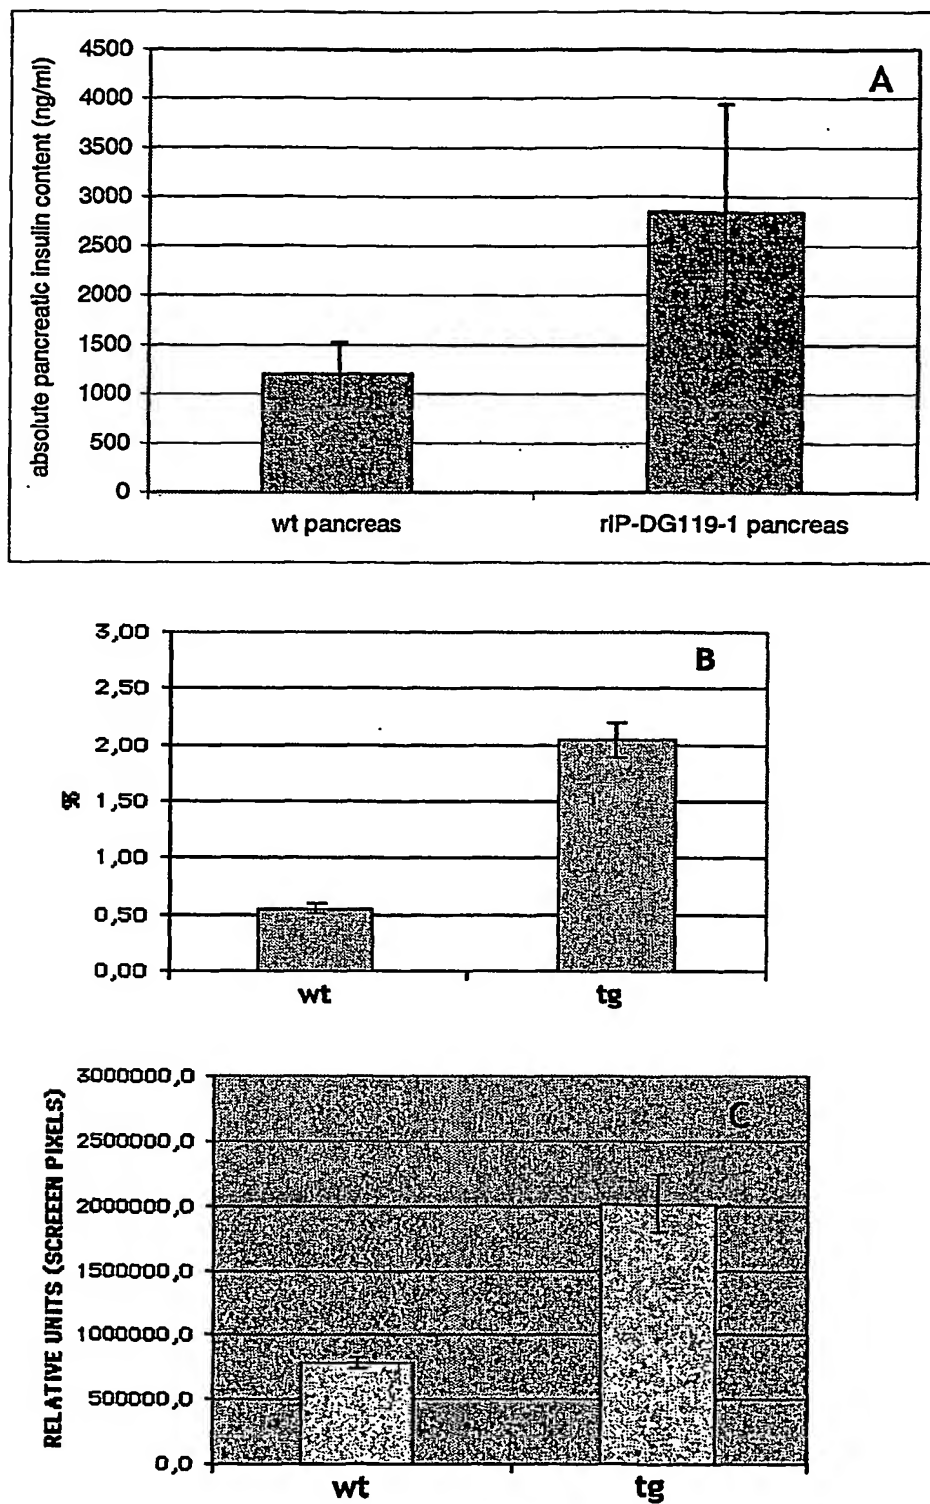 A
absolute pancreatic insulin content (ng/ml)
4500
4000
3500
3000
2500
2000
1500
1000
500
0
wt pancreas
rIP-DG119-1 pancreas
B
%
3,00
2,50
2,00
1,50
1,00
0,50
0,00
wt
tg
C
RELATIVE UNITS (SCREEEN PIXELS)
3000000,0
2500000,0
2000000,0
1500000,0
1000000,0
500000,0
0,0
wt
tg